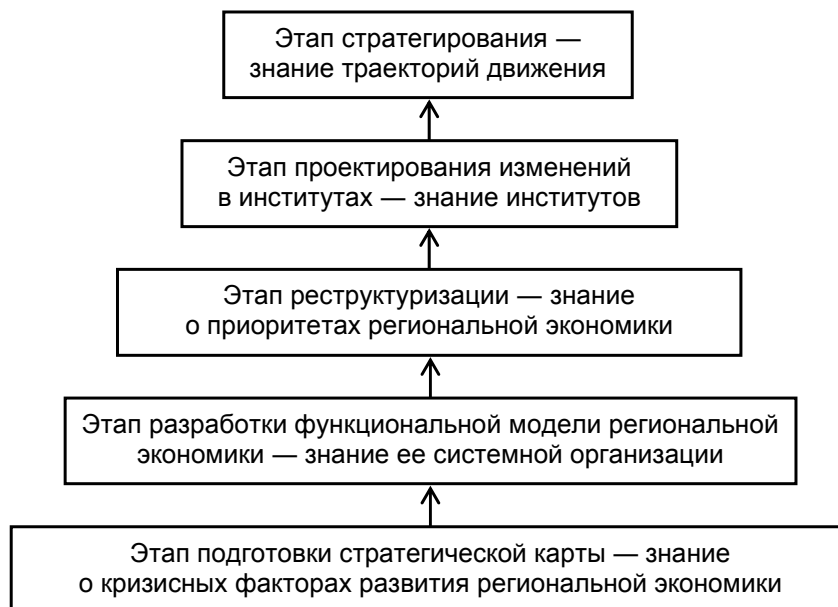 Этап стратегирования —
знание траекторий движения
Этап проектирования изменений
в институтах — знание институтов
Этап реструктуризации — знание
о приоритетах региональной экономики
Этап разработки функциональной модели региональной
экономики — знание ее системной организации
Этап подготовки стратегической карты — знание
о кризисных факторах развития региональной экономики